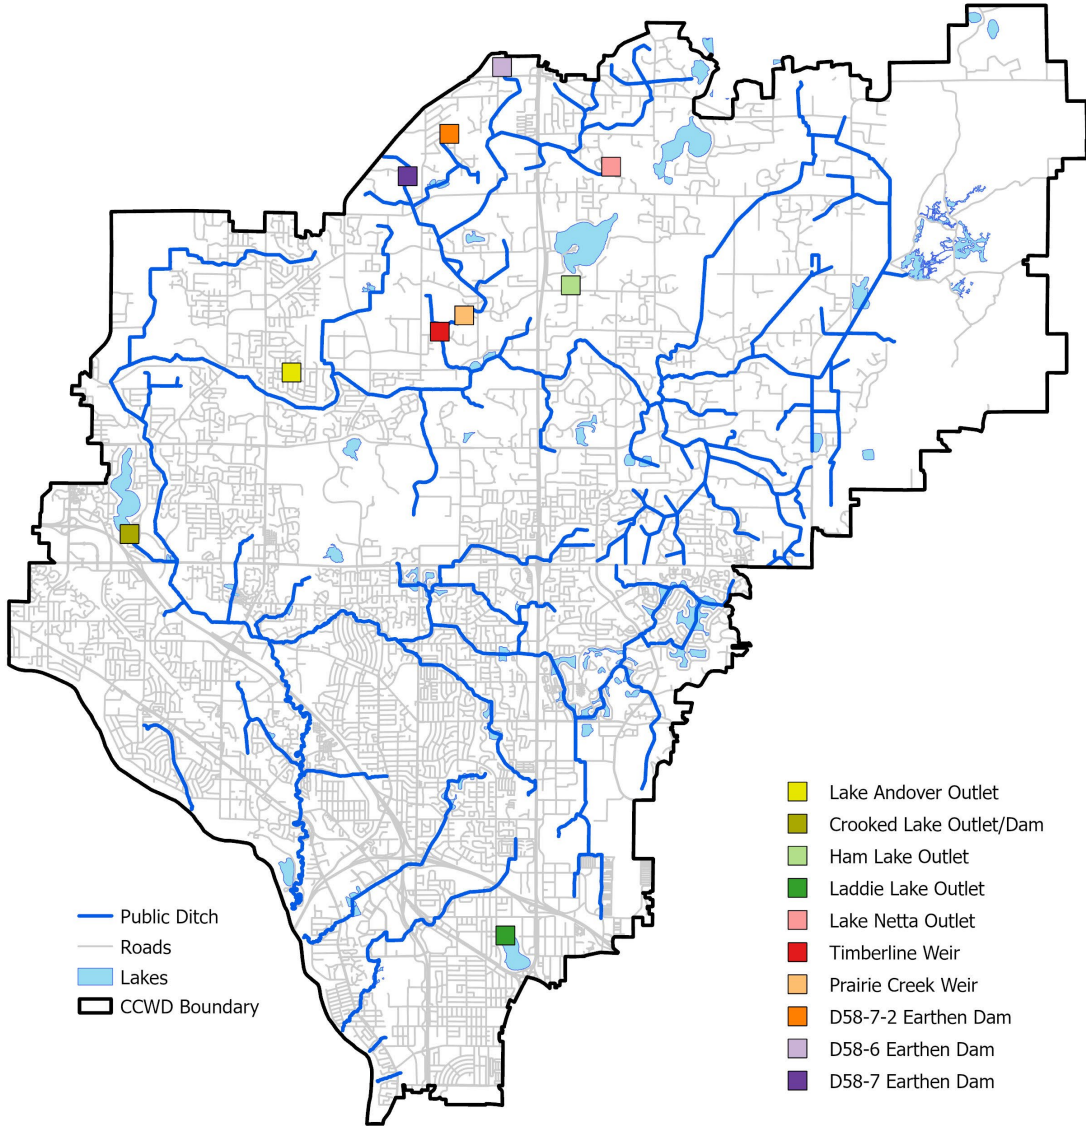 Public Ditch
Roads
Lakes
CCWD Boundary
Lake Andover Outlet
Crooked Lake Outlet/Dam
Ham Lake Outlet
Laddie Lake Outlet
Lake Netta Outlet
Timberline Weir
Prairie Creek Weir
D58-7-2 Earthen Dam
D58-6 Earthen Dam
D58-7 Earthen Dam